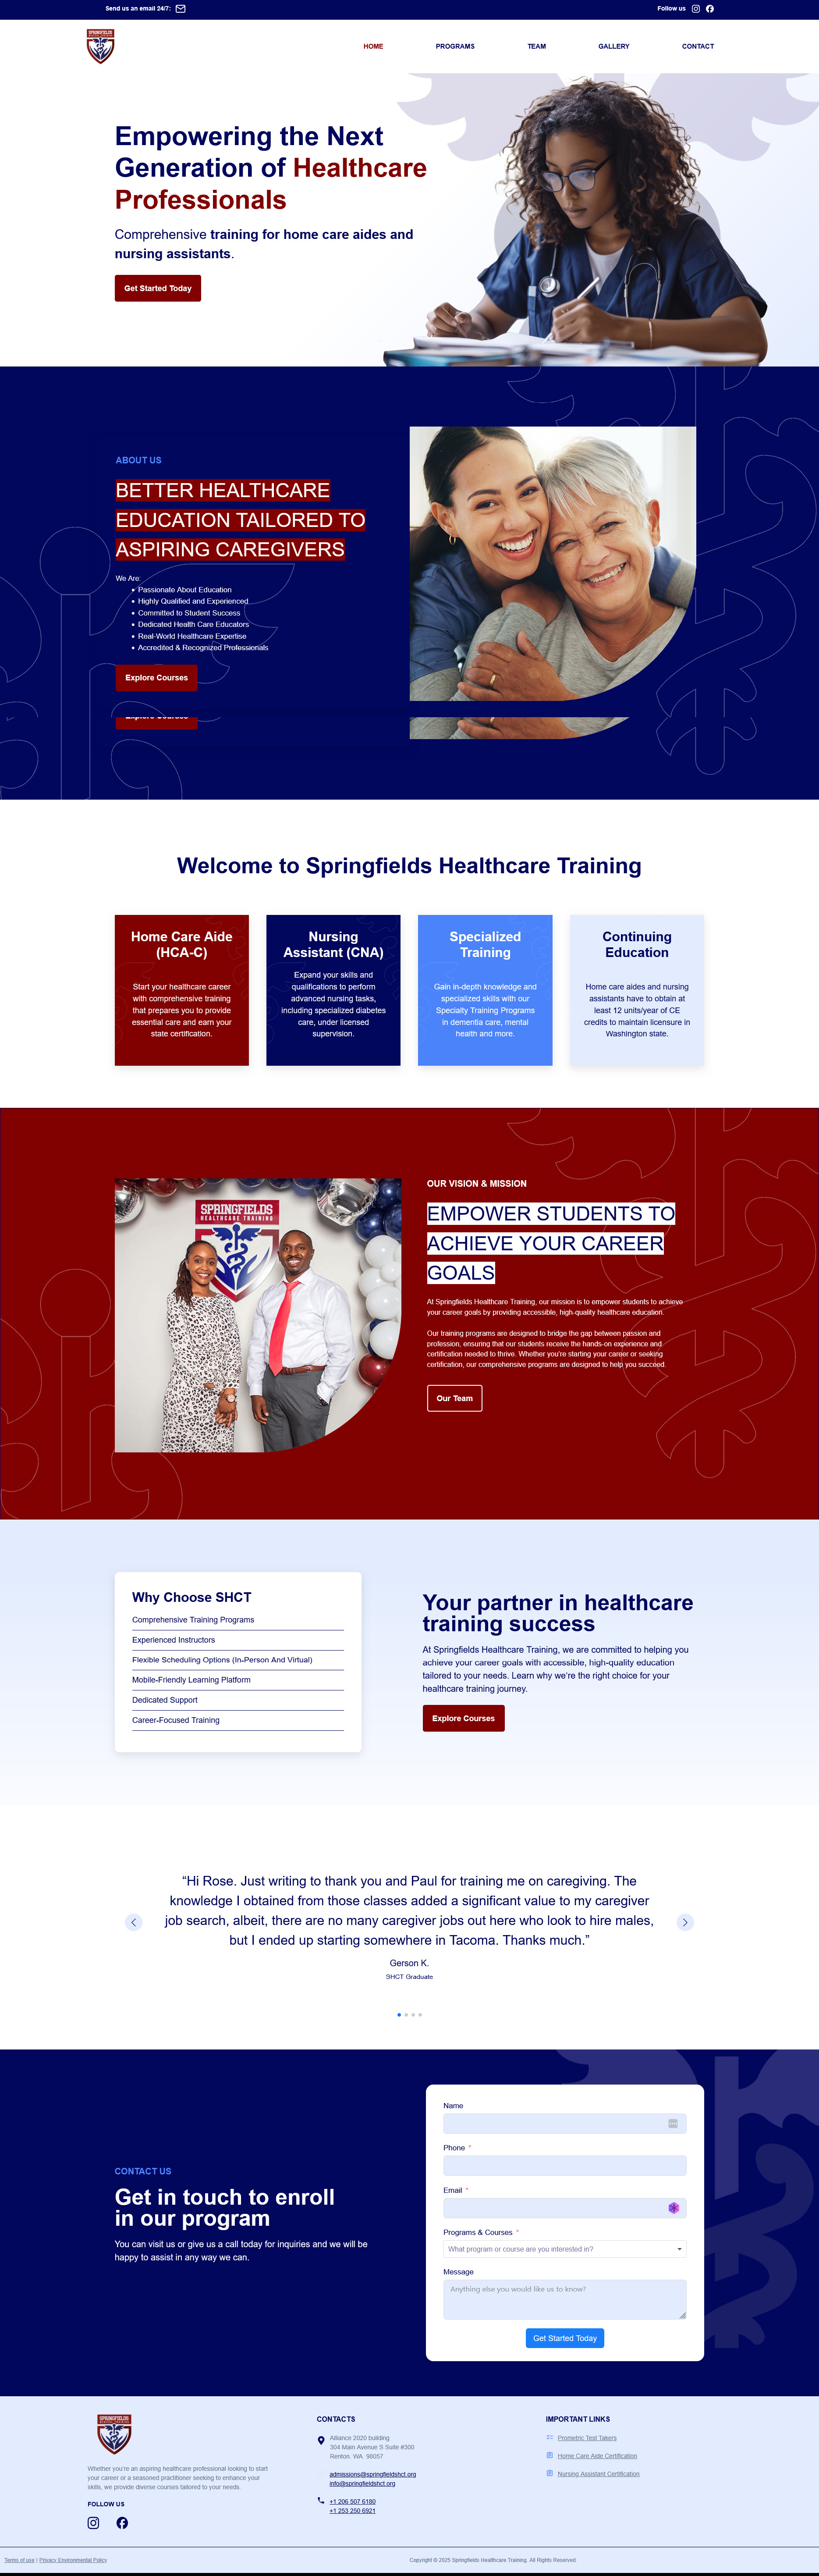 Send us an email 24/7:
Follow us
SPRINGFIELDS
HOME
PROGRAMS
TEAM
GALLERY
CONTACT
Empowering the Next
Generation of Healthcare
Professionals
Comprehensive training for home care aides and
nursing assistants.
Get Started Today
ABOUT US
BETTER HEALTHCARE
EDUCATION TAILORED TO
ASPIRING CAREGIVERS
We Are:
Passionate About Education
Highly Qualified and Experienced
Committed to Student Success
Dedicated Health Care Educators
Real-World Healthcare Expertise
Accredited & Recognized Professionals
Explore Courses
Explore Courses
Welcome to Springfields Healthcare Training
Home Care Aide
(HCA-C)
Start your healthcare career
with comprehensive training
that prepares you to provide
essential care and earn your
state certification.
Nursing
Assistant (CNA)
Expand your skills and
qualifications to perform
advanced nursing tasks,
including specialized diabetes
care, under licensed
supervision.
Specialized
Training
Gain in-depth knowledge and
specialized skills with our
Specialty Training Programs
in dementia care, mental
health and more.
Continuing
Education
Home care aides and nursing
assistants have to obtain at
least 12 units/year of CE
credits to maintain licensure in
Washington state.
SPRINGFIELDS
HEALTHCARE TRAINING
OUR VISION & MISSION
EMPOWER STUDENTS TO
ACHIEVE YOUR CAREER
GOALS
At Springfields Healthcare Training, our mission is to empower students to achieve
your career goals by providing accessible, high-quality healthcare education.
Our training programs are designed to bridge the gap between passion and
profession, ensuring that our students receive the hands-on experience and
certification needed to thrive. Whether you're starting your career or seeking
certification, our comprehensive programs are designed to help you succeed.
Our Team
Why Choose SHCT
Comprehensive Training Programs
Experienced Instructors
Flexible Scheduling Options (In-Person And Virtual)
Mobile-Friendly Learning Platform
Dedicated Support
Career-Focused Training
Your partner in healthcare
training success
At Springfields Healthcare Training, we are committed to helping you
achieve your career goals with accessible, high-quality education
tailored to your needs. Learn why we're the right choice for your
healthcare training journey.
Explore Courses
“Hi Rose. Just writing to thank you and Paul for training me on caregiving. The
knowledge I obtained from those classes added a significant value to my caregiver
job search, albeit, there are no many caregiver jobs out here who look to hire males,
but I ended up starting somewhere in Tacoma. Thanks much.”
Gerson K.
SHCT Graduate
CONTACT US
Get in touch to enroll
in our program
You can visit us or give us a call today for inquiries and we will be
happy to assist in any way we can.
Name
Phone *
Email *
Programs & Courses *
What program or course are you interested in?
Message
Anything else you would like us to know?
Get Started Today
SPRINGFIELDS
Whether you're an aspiring healthcare professional looking to start
your career or a seasoned practitioner seeking to enhance your
skills, we provide diverse courses tailored to your needs.
FOLLOW US
CONTACTS
Alliance 2020 building
304 Main Avenue S Suite #300
Renton. WA. 98057
admissions@springfieldshct.org
info@springfieldshct.org
+1 206 507 6180
+1 253 250 6921
IMPORTANT LINKS
Prometric Test Takers
Home Care Aide Certification
Nursing Assistant Certification
Terms of use | Privacy Environmental Policy
Copyright © 2025 Springfields Healthcare Training. All Rights Reserved.